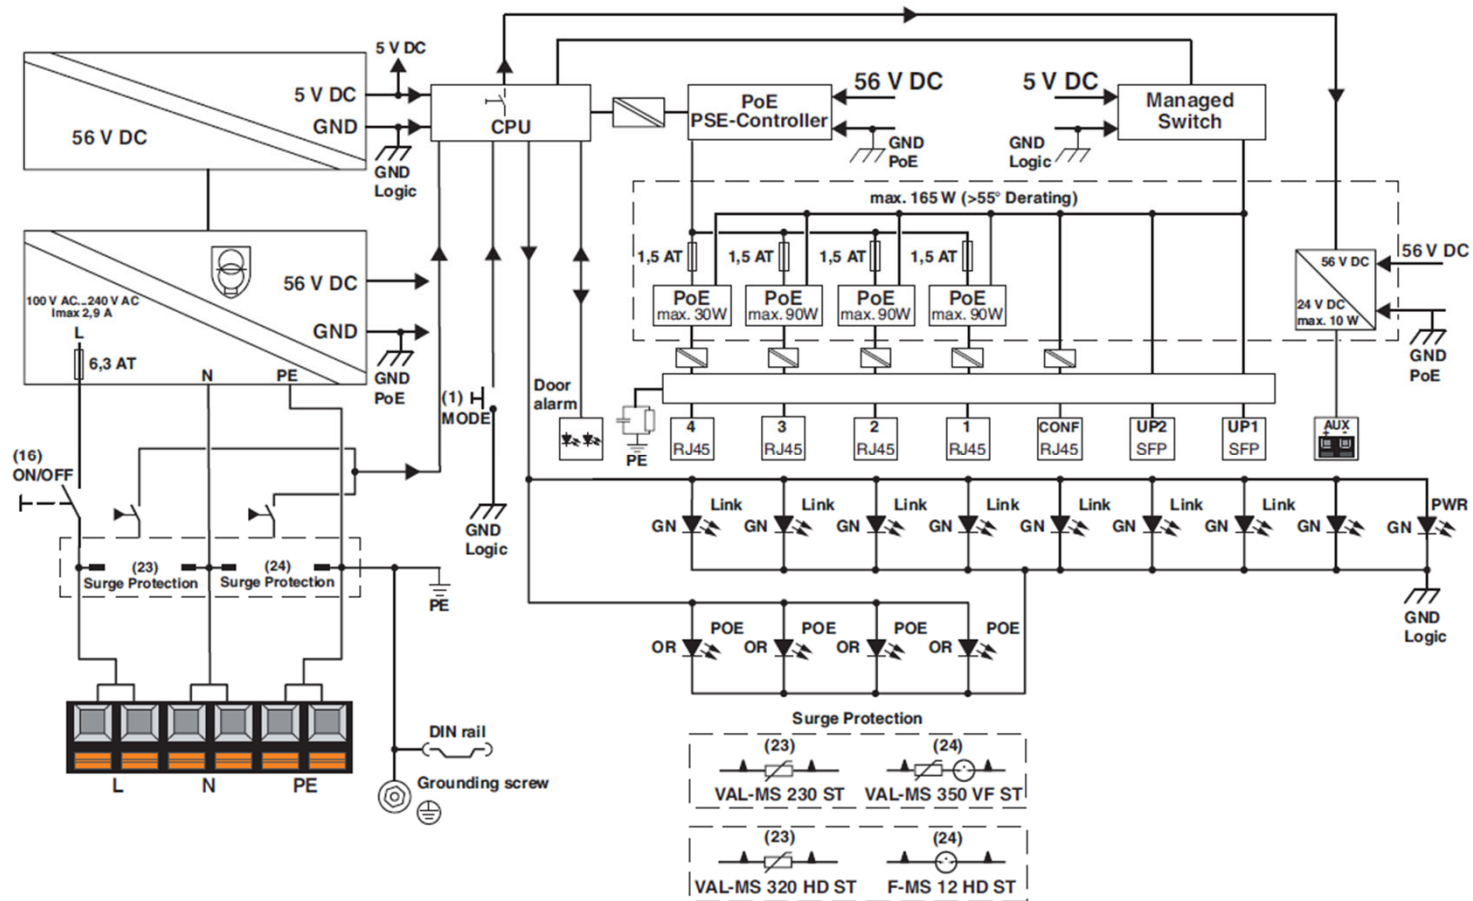 5 V DC
5 V DC
GND
56 V DC
GND
Logic
CPU
PoE
PSE-Controller
56 V DC
GND
PoE
5 V DC
GND
Logic
Managed
Switch
max. 165 W (>55° Derating)
1,5 AT
1,5 AT
1,5 AT
1,5 AT
PoE
max. 30W
PoE
max. 90W
PoE
max. 90W
PoE
max. 90W
56 V DC
24 V DC
max. 10 W
56 V DC
GND
PoE
100 V AC...240 V AC
Imax 2,9 A
L
6,3 AT
N
PE
56 V DC
GND
GND
PoE
(1)
MODE
Door
alarm
PE
4
RJ45
3
RJ45
2
RJ45
1
RJ45
CONF
RJ45
UP2
SFP
UP1
SFP
AUX
+ -
(16)
ON/OFF
GND
Logic
Link
Link
Link
Link
Link
Link
Link
PWR
GN
GN
GN
GN
GN
GN
GN
GN
GN
GND
Logic
(23)
Surge Protection
(24)
Surge Protection
PE
POE
POE
POE
POE
OR
OR
OR
OR
L
N
PE
DIN rail
Grounding screw
Surge Protection
(23)
VAL-MS 230 ST
(24)
VAL-MS 350 VF ST
(23)
VAL-MS 320 HD ST
(24)
F-MS 12 HD ST